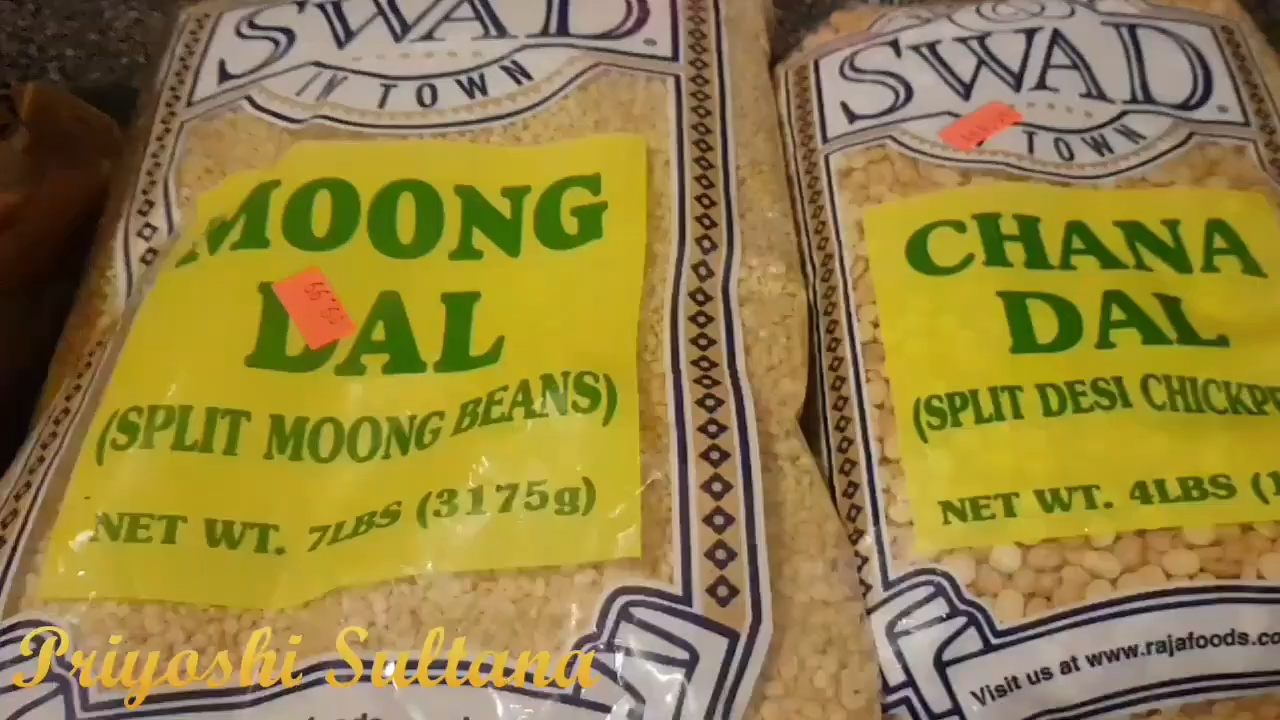 SWAD
IN TOWN
MOONG
DAL
(SPLIT MOONG BEANS)
NET WT. 7LBS (3175g)
SWAD
TOWN
CHANA
DAL
(SPLIT DESI CHICKP
NET WT. 4LBS (1
Visit us at www.rajafoods.co
Priyoshi Sultana